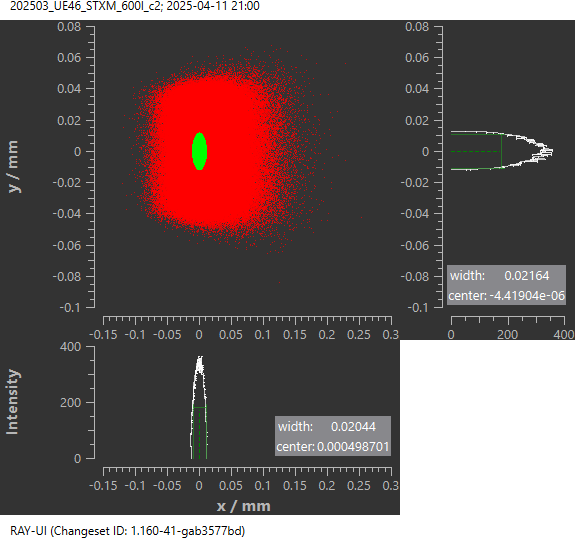 202503_UE46_STXM_600l_c2; 2025-04-11 21:00
0.08
0.06
0.04
0.02
0
-0.02
-0.04
-0.06
-0.08
-0.1
y / mm
-0.15 -0.1 -0.05 0 0.05 0.1 0.15 0.2 0.25 0.3
0.08
0.06
0.04
0.02
0
-0.02
-0.04
-0.06
-0.08
-0.1
width: 0.02164
center: -4.41904e-06
0 200 400
Intensity
400
200
0
width: 0.02044
center: 0.000498701
-0.15 -0.1 -0.05 0 0.05 0.1 0.15 0.2 0.25 0.3
x / mm
RAY-UI (Changeset ID: 1.160-41-gab3577bd)